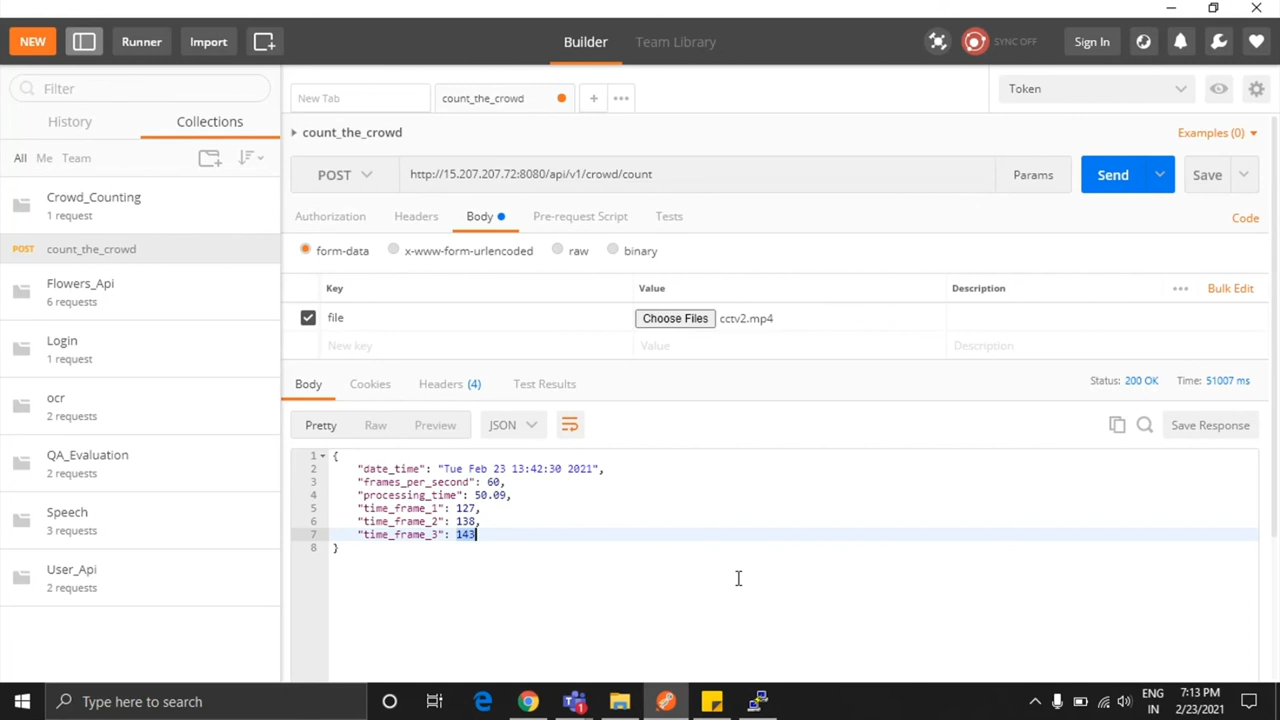 NEW
Runner
Import
Builder
Team Library
SYNC OFF
Sign In
Filter
History
Collections
All Me Team
Crowd_Counting
1 request
POST count_the_crowd
Flowers_Api
6 requests
Login
1 request
ocr
2 requests
QA_Evaluation
2 requests
Speech
3 requests
User_Api
2 requests
New Tab
count_the_crowd
+
•••
Token
count_the_crowd
Examples (0)
POST
http://15.207.207.72:8080/api/v1/crowd/count
Params
Send
Save
Authorization
Headers
Body
Pre-request Script
Tests
Code
form-data
x-www-form-urlencoded
raw
binary
Key
Value
Description
•••
Bulk Edit
file
Choose Files cctv2.mp4
New key
Value
Description
Body
Cookies
Headers (4)
Test Results
Status: 200 OK
Time: 51007 ms
Pretty
Raw
Preview
JSON
Save Response
1 {
2 "date_time": "Tue Feb 23 13:42:30 2021",
3 "frames_per_second": 60,
4 "processing_time": 50.09,
5 "time_frame_1": 127,
6 "time_frame_2": 138,
7 "time_frame_3": 143
8 }
Type here to search
1
ENG
IN
7:13 PM
2/23/2021